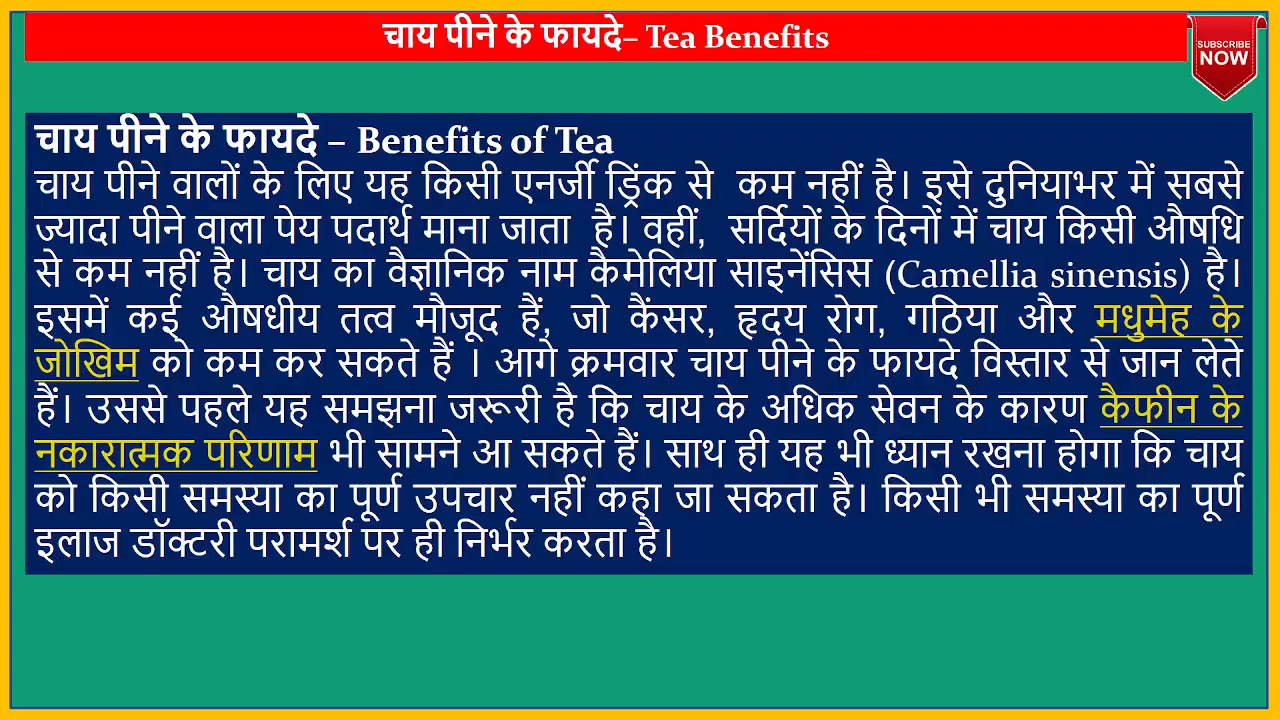 चाय पीने के फायदे– Tea Benefits
SUBSCRIBE
NOW
चाय पीने के फायदे – Benefits of Tea
चाय पीने वालों के लिए यह किसी एनर्जी ड्रिंक से कम नहीं है। इसे दुनियाभर में सबसे
ज्यादा पीने वाला पेय पदार्थ माना जाता है। वहीं, सर्दियों के दिनों में चाय किसी औषधि
से कम नहीं है। चाय का वैज्ञानिक नाम कैमेलिया साइनेंसिस (Camellia sinensis) है।
इसमें कई औषधीय तत्व मौजूद हैं, जो कैंसर, हृदय रोग, गठिया और मधुमेह के
जोखिम को कम कर सकते हैं । आगे क्रमवार चाय पीने के फायदे विस्तार से जान लेते
हैं। उससे पहले यह समझना जरूरी है कि चाय के अधिक सेवन के कारण कैफीन के
नकारात्मक परिणाम भी सामने आ सकते हैं। साथ ही यह भी ध्यान रखना होगा कि चाय
को किसी समस्या का पूर्ण उपचार नहीं कहा जा सकता है। किसी भी समस्या का पूर्ण
इलाज डॉक्टरी परामर्श पर ही निर्भर करता है।